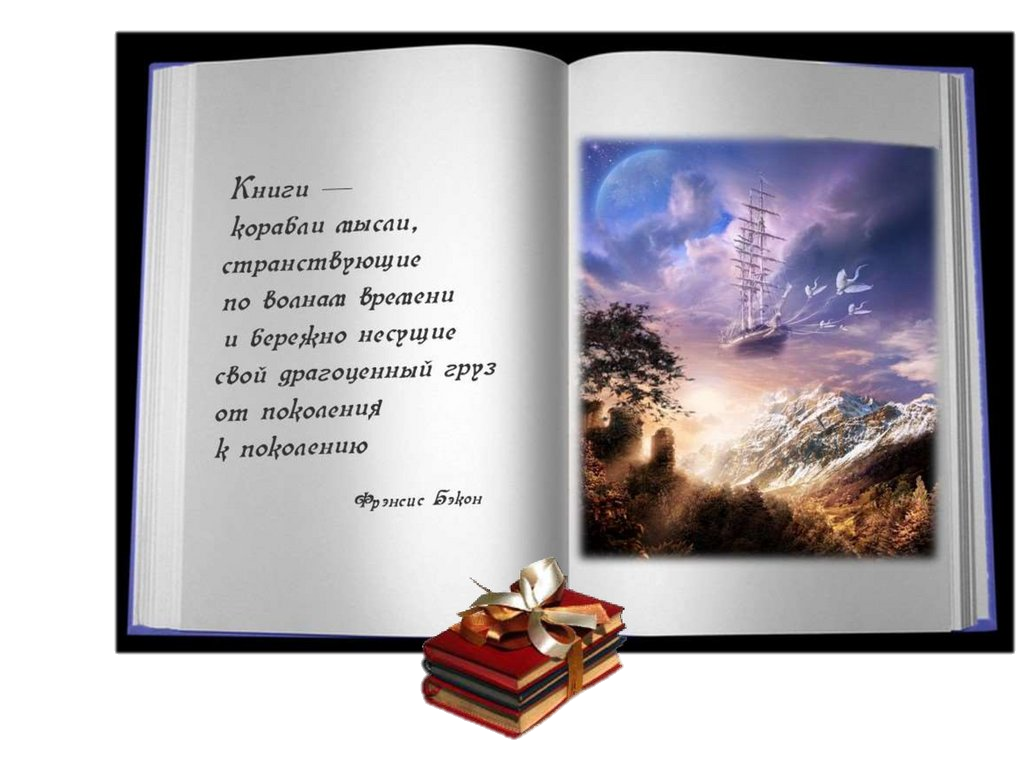 Книги —
корабли мысли,
странствующие
по волнам времени
и бережно несущие
свой драгоценный груз
от поколения
к поколению
Фрэнсис Бэкон